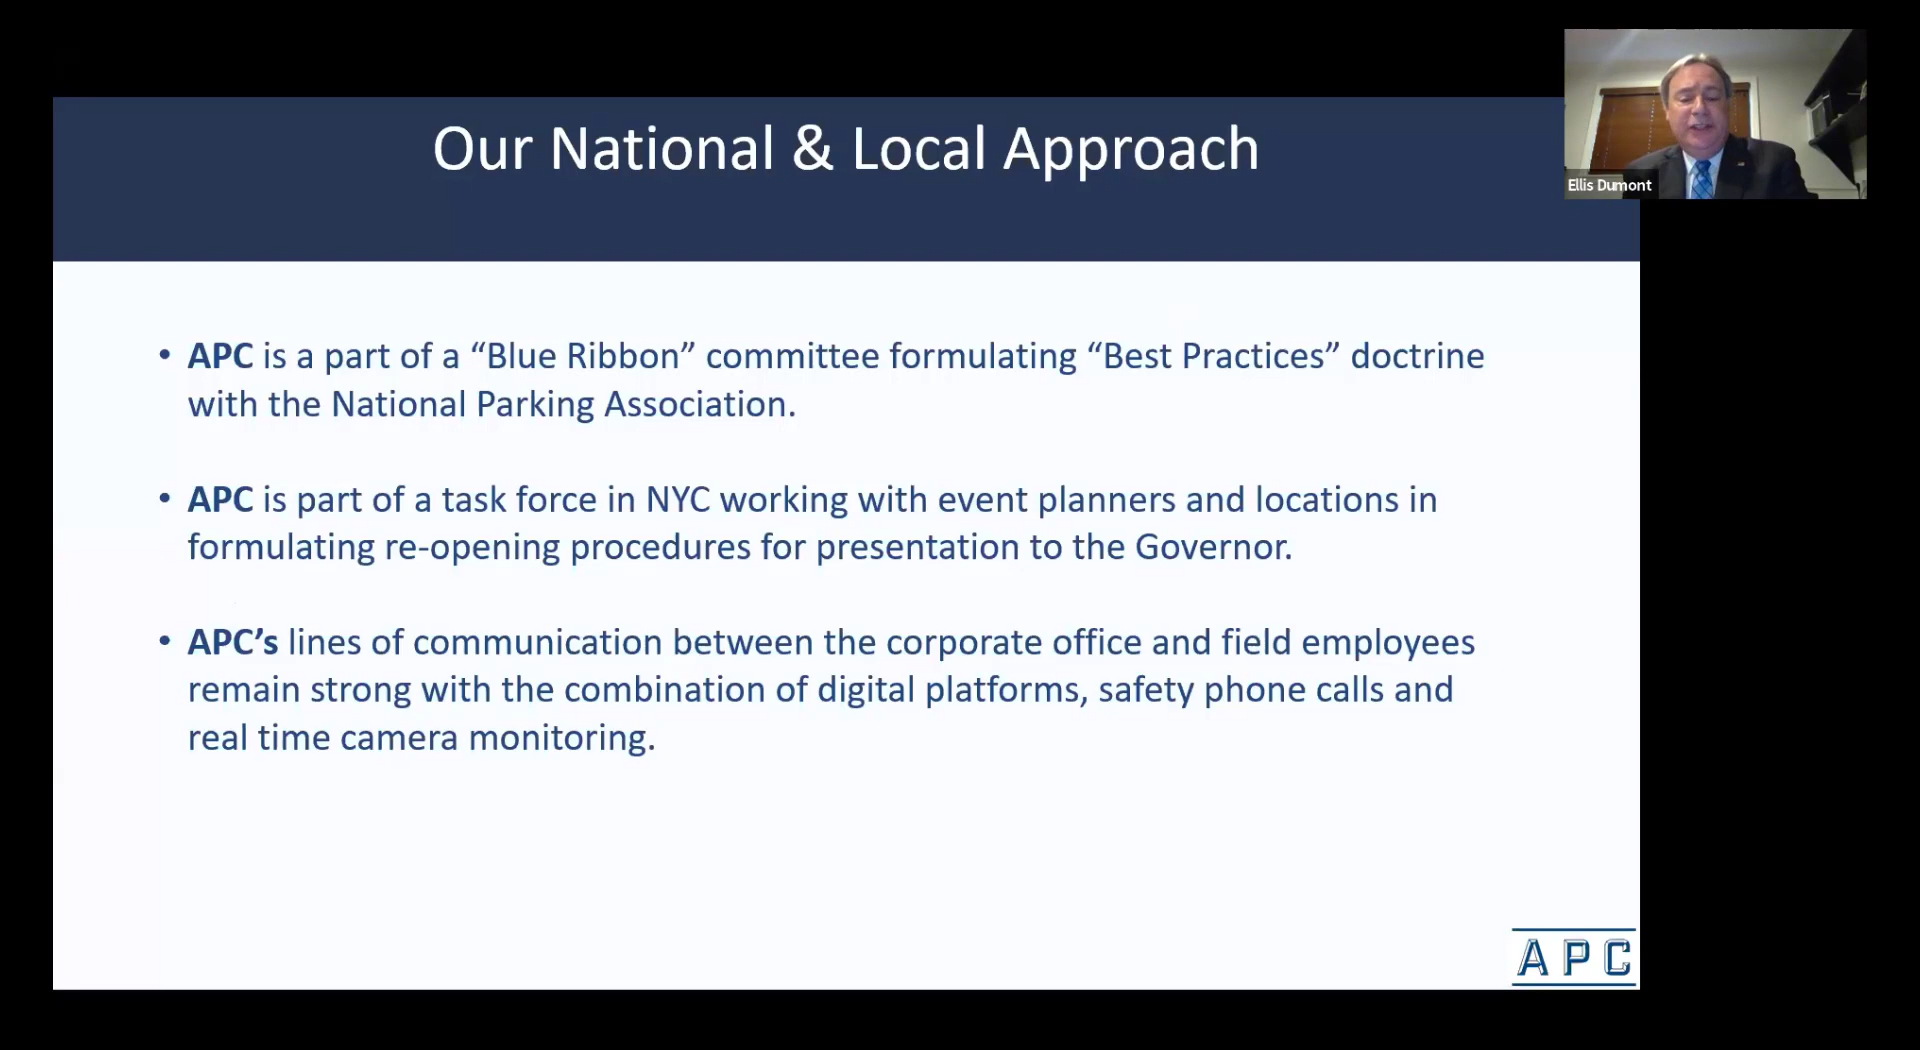 Our National & Local Approach
Ellis Dumont
• APC is a part of a “Blue Ribbon” committee formulating “Best Practices” doctrine
with the National Parking Association.
• APC is part of a task force in NYC working with event planners and locations in
formulating re-opening procedures for presentation to the Governor.
• APC’s lines of communication between the corporate office and field employees
remain strong with the combination of digital platforms, safety phone calls and
real time camera monitoring.
APC